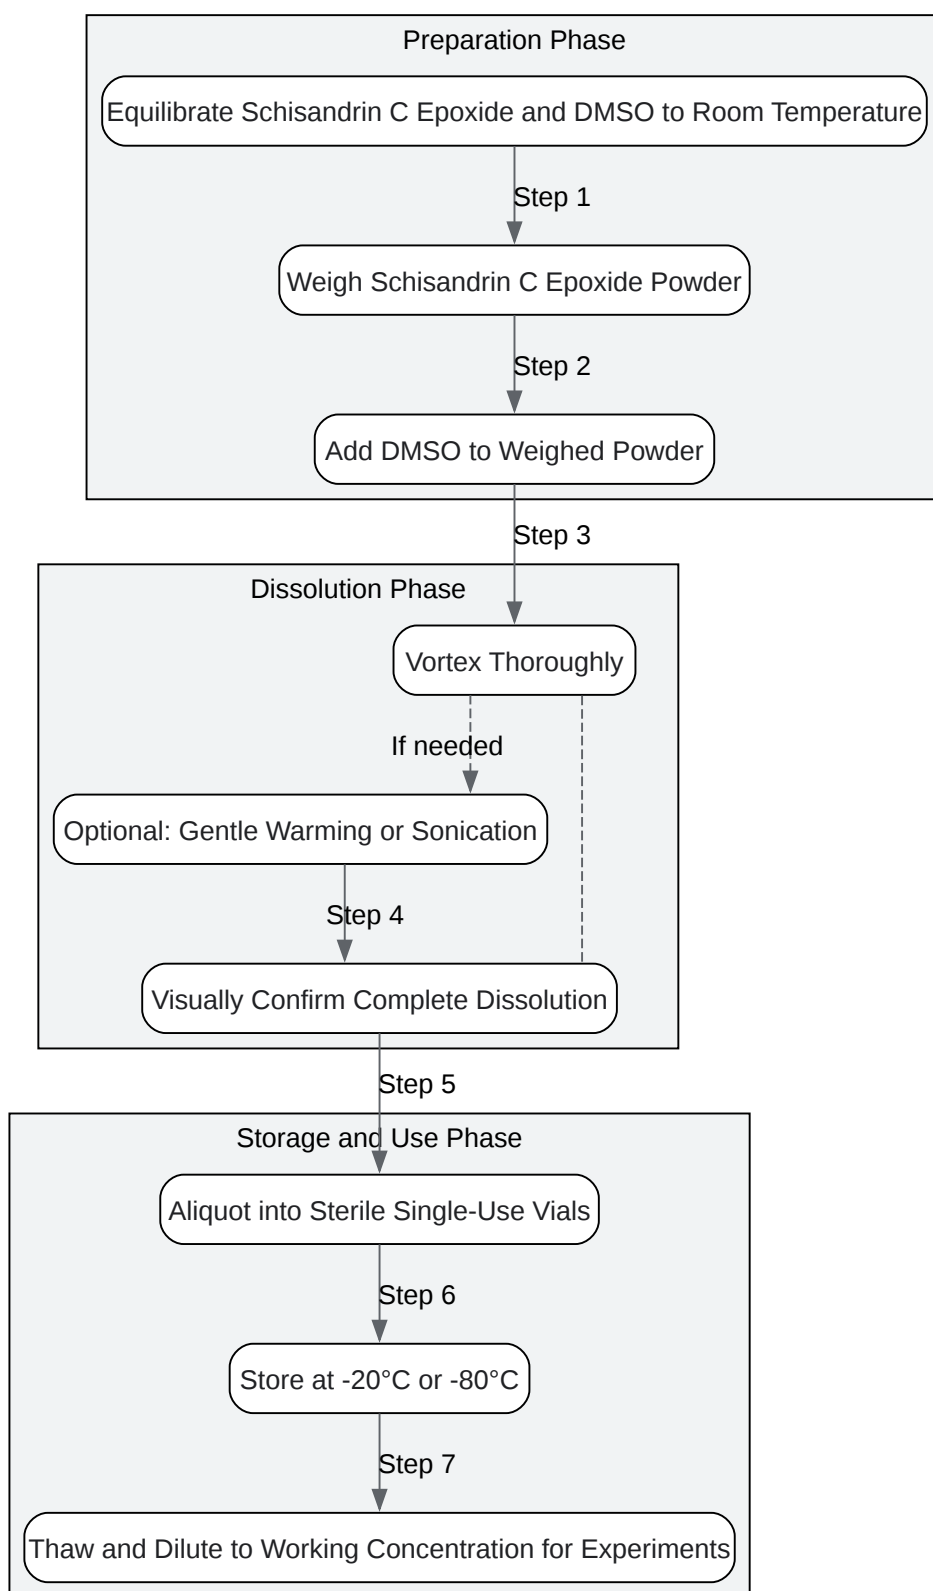 Preparation Phase
Equilibrate Schisandrin C Epoxide and DMSO to Room Temperature
Step 1
Weigh Schisandrin C Epoxide Powder
Step 2
Add DMSO to Weighed Powder
Step 3
Dissolution Phase
Vortex Thoroughly
If needed
Optional: Gentle Warming or Sonication
Step 4
Visually Confirm Complete Dissolution
Step 5
Storage and Use Phase
Aliquot into Sterile Single-Use Vials
Step 6
Store at -20°C or -80°C
Step 7
Thaw and Dilute to Working Concentration for Experiments